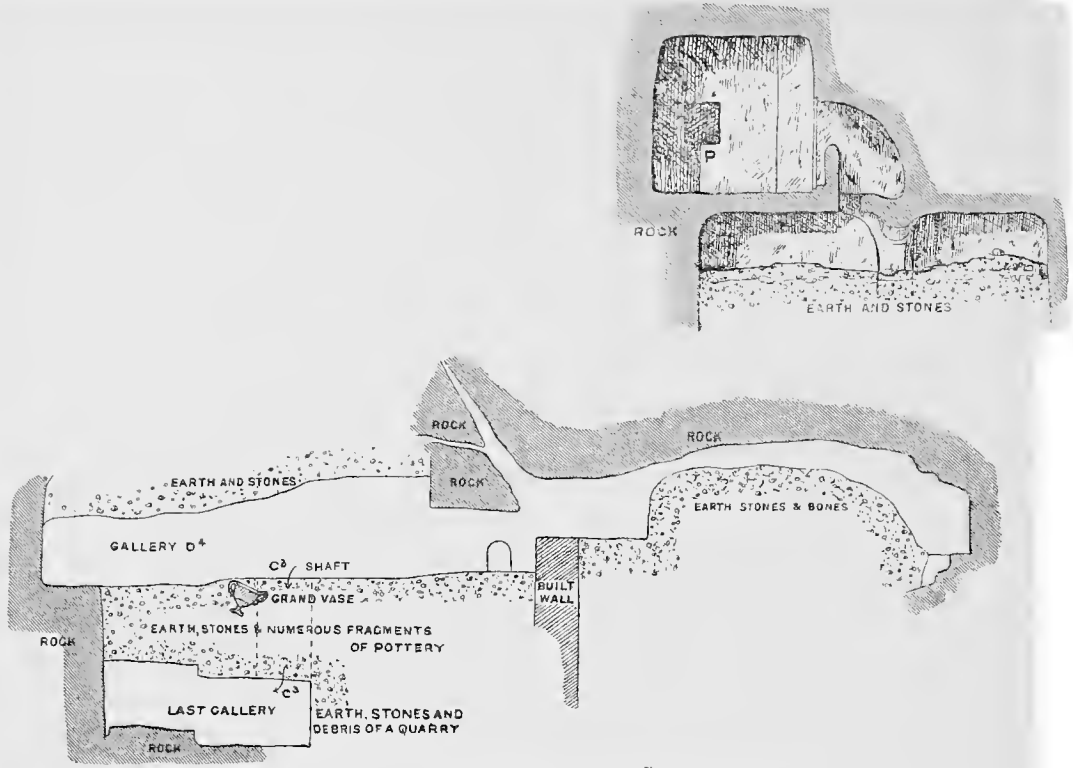 P
ROCK
EARTH AND STONES
ROCK
ROCK
ROCK
EARTH AND STONES
EARTH STONES & BONES
GALLERY D⁴
C³ SHAFT
GRAND VASE
BUILT
WALL
ROCK
EARTH, STONES & NUMEROUS FRAGMENTS
OF POTTERY
C³
LAST GALLERY
EARTH, STONES AND
DEBRIS OF A QUARRY
ROCK